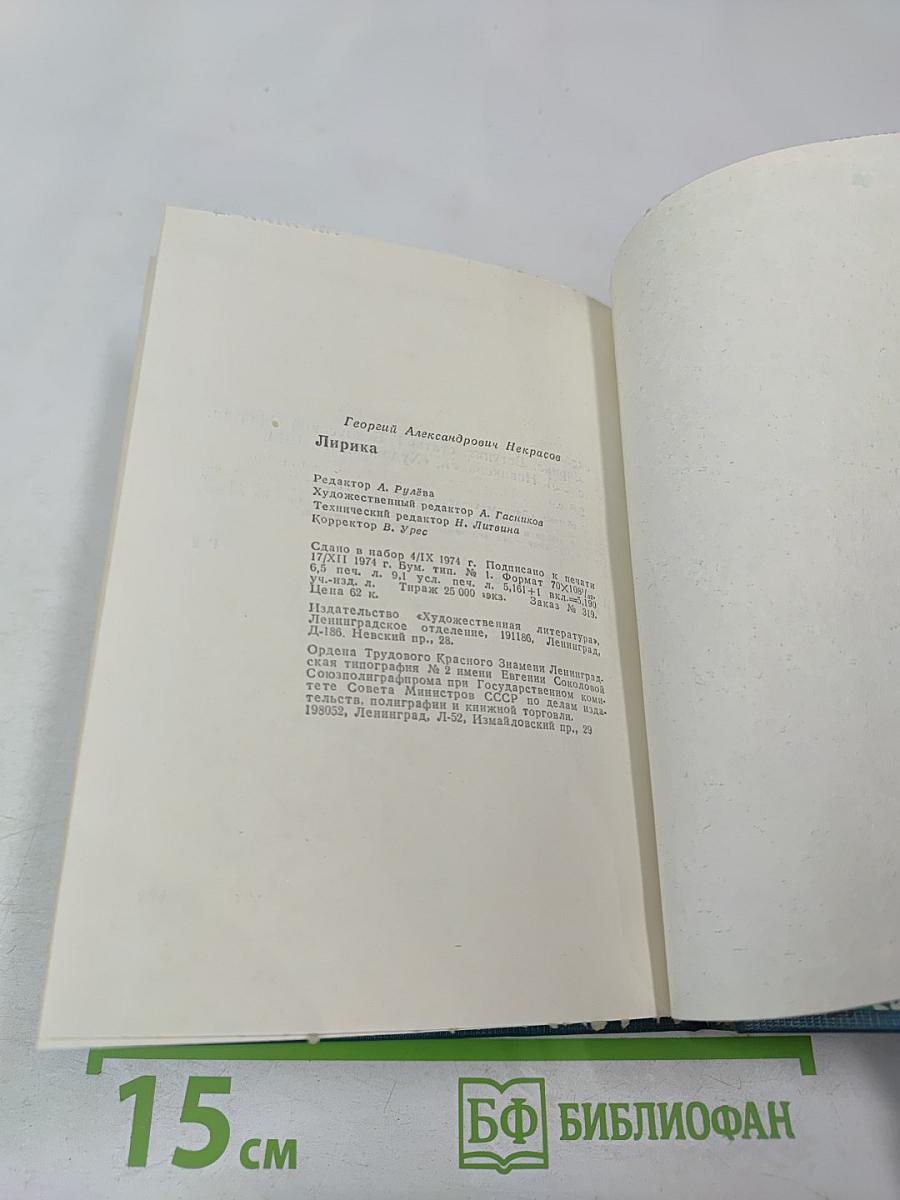 Георгий Александрович Некрасов
Лирика
Редактор А. Рулёва
Художественный редактор А. Гасников
Технический редактор Н. Литвина
Корректор В. Урес
Сдано в набор 4/IX 1974 г. Подписано к печати
17/XII 1974 г. Бум. тип. № 1. Формат 70×108¹/₃₂.
6,5 печ. л. 9,1 усл. печ. л. 5,161+1 вкл.=5,190
уч.-изд. л. Тираж 25 000 экз. Заказ № 319.
Цена 62 к.
Издательство «Художественная литература»,
Ленинградское отделение, 191186, Ленинград,
Д-186. Невский пр., 28.
Ордена Трудового Красного Знамени Ленинград-
ская типография № 2 имени Евгении Соколовой
Союзполиграфпрома при Государственном коми-
тете Совета Министров СССР по делам изда-
тельств, полиграфии и книжной торговли.
198052, Ленинград, Л-52, Измайловский пр., 29
15 см
БФ БИБЛИОФАН